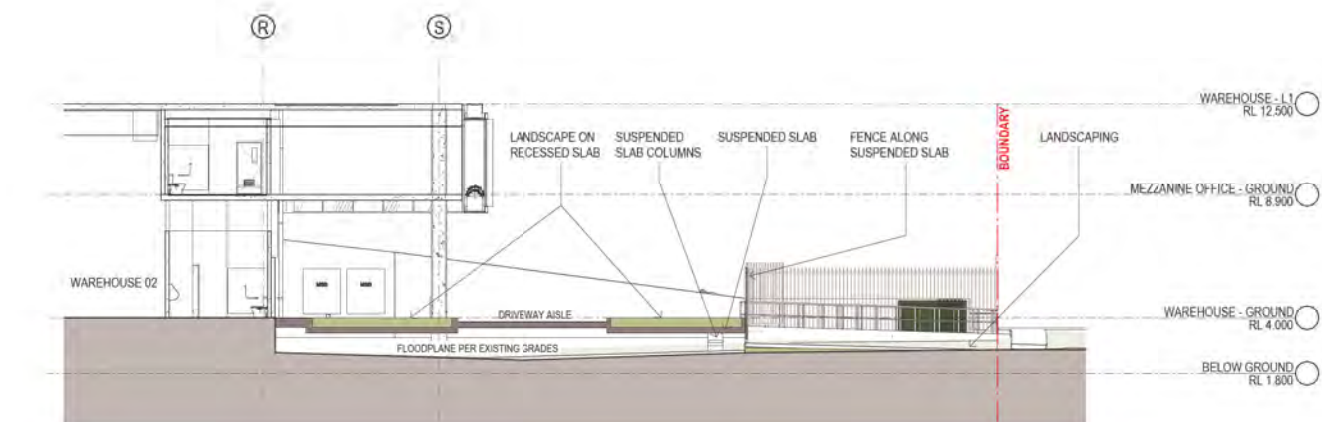 R
S
WAREHOUSE - L1
RL 12.500
BOUNDARY
LANDSCAPE ON
RECESSED SLAB
SUSPENDED
SLAB COLUMNS
SUSPENDED SLAB
FENCE ALONG
SUSPENDED SLAB
LANDSCAPING
MEZZANINE OFFICE - GROUND
RL 8.900
WAREHOUSE 02
DRIVEWAY AISLE
WAREHOUSE - GROUND
RL 4.000
FLOODPLANE PER EXISTING GRADES
BELOW GROUND
RL 1.800